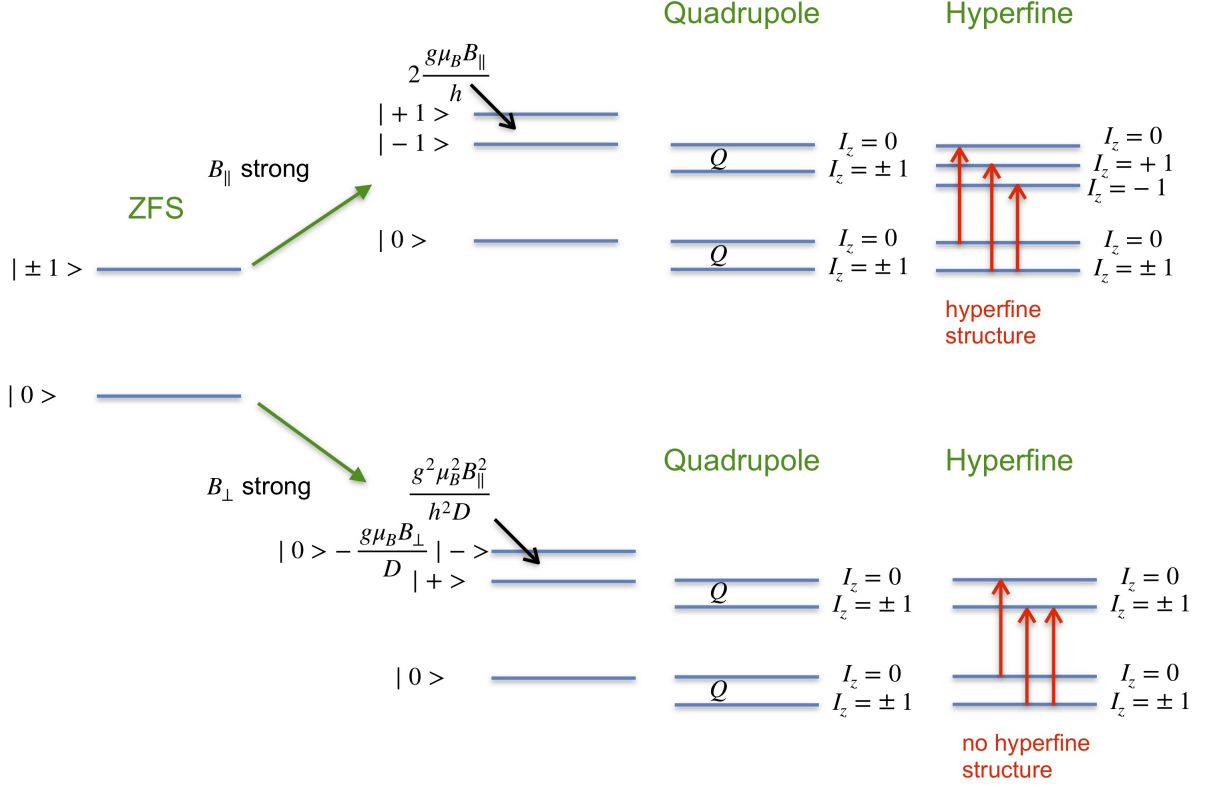 Quadrupole
Hyperfine
2 gμ_B B_∥ / h
| + 1 >
| − 1 >
B_∥ strong
ZFS
| 0 >
| ± 1 >
Q
I_z = 0
I_z = ± 1
Q
I_z = 0
I_z = ± 1
I_z = 0
I_z = + 1
I_z = − 1
I_z = 0
I_z = ± 1
hyperfine
structure
| 0 >
B_⊥ strong
Quadrupole
Hyperfine
g²μ_B²B_∥² / h²D
| 0 > − gμ_B B_⊥ / D | − >
| + >
| 0 >
Q
I_z = 0
I_z = ± 1
Q
I_z = 0
I_z = ± 1
I_z = 0
I_z = ± 1
I_z = 0
I_z = ± 1
no hyperfine
structure